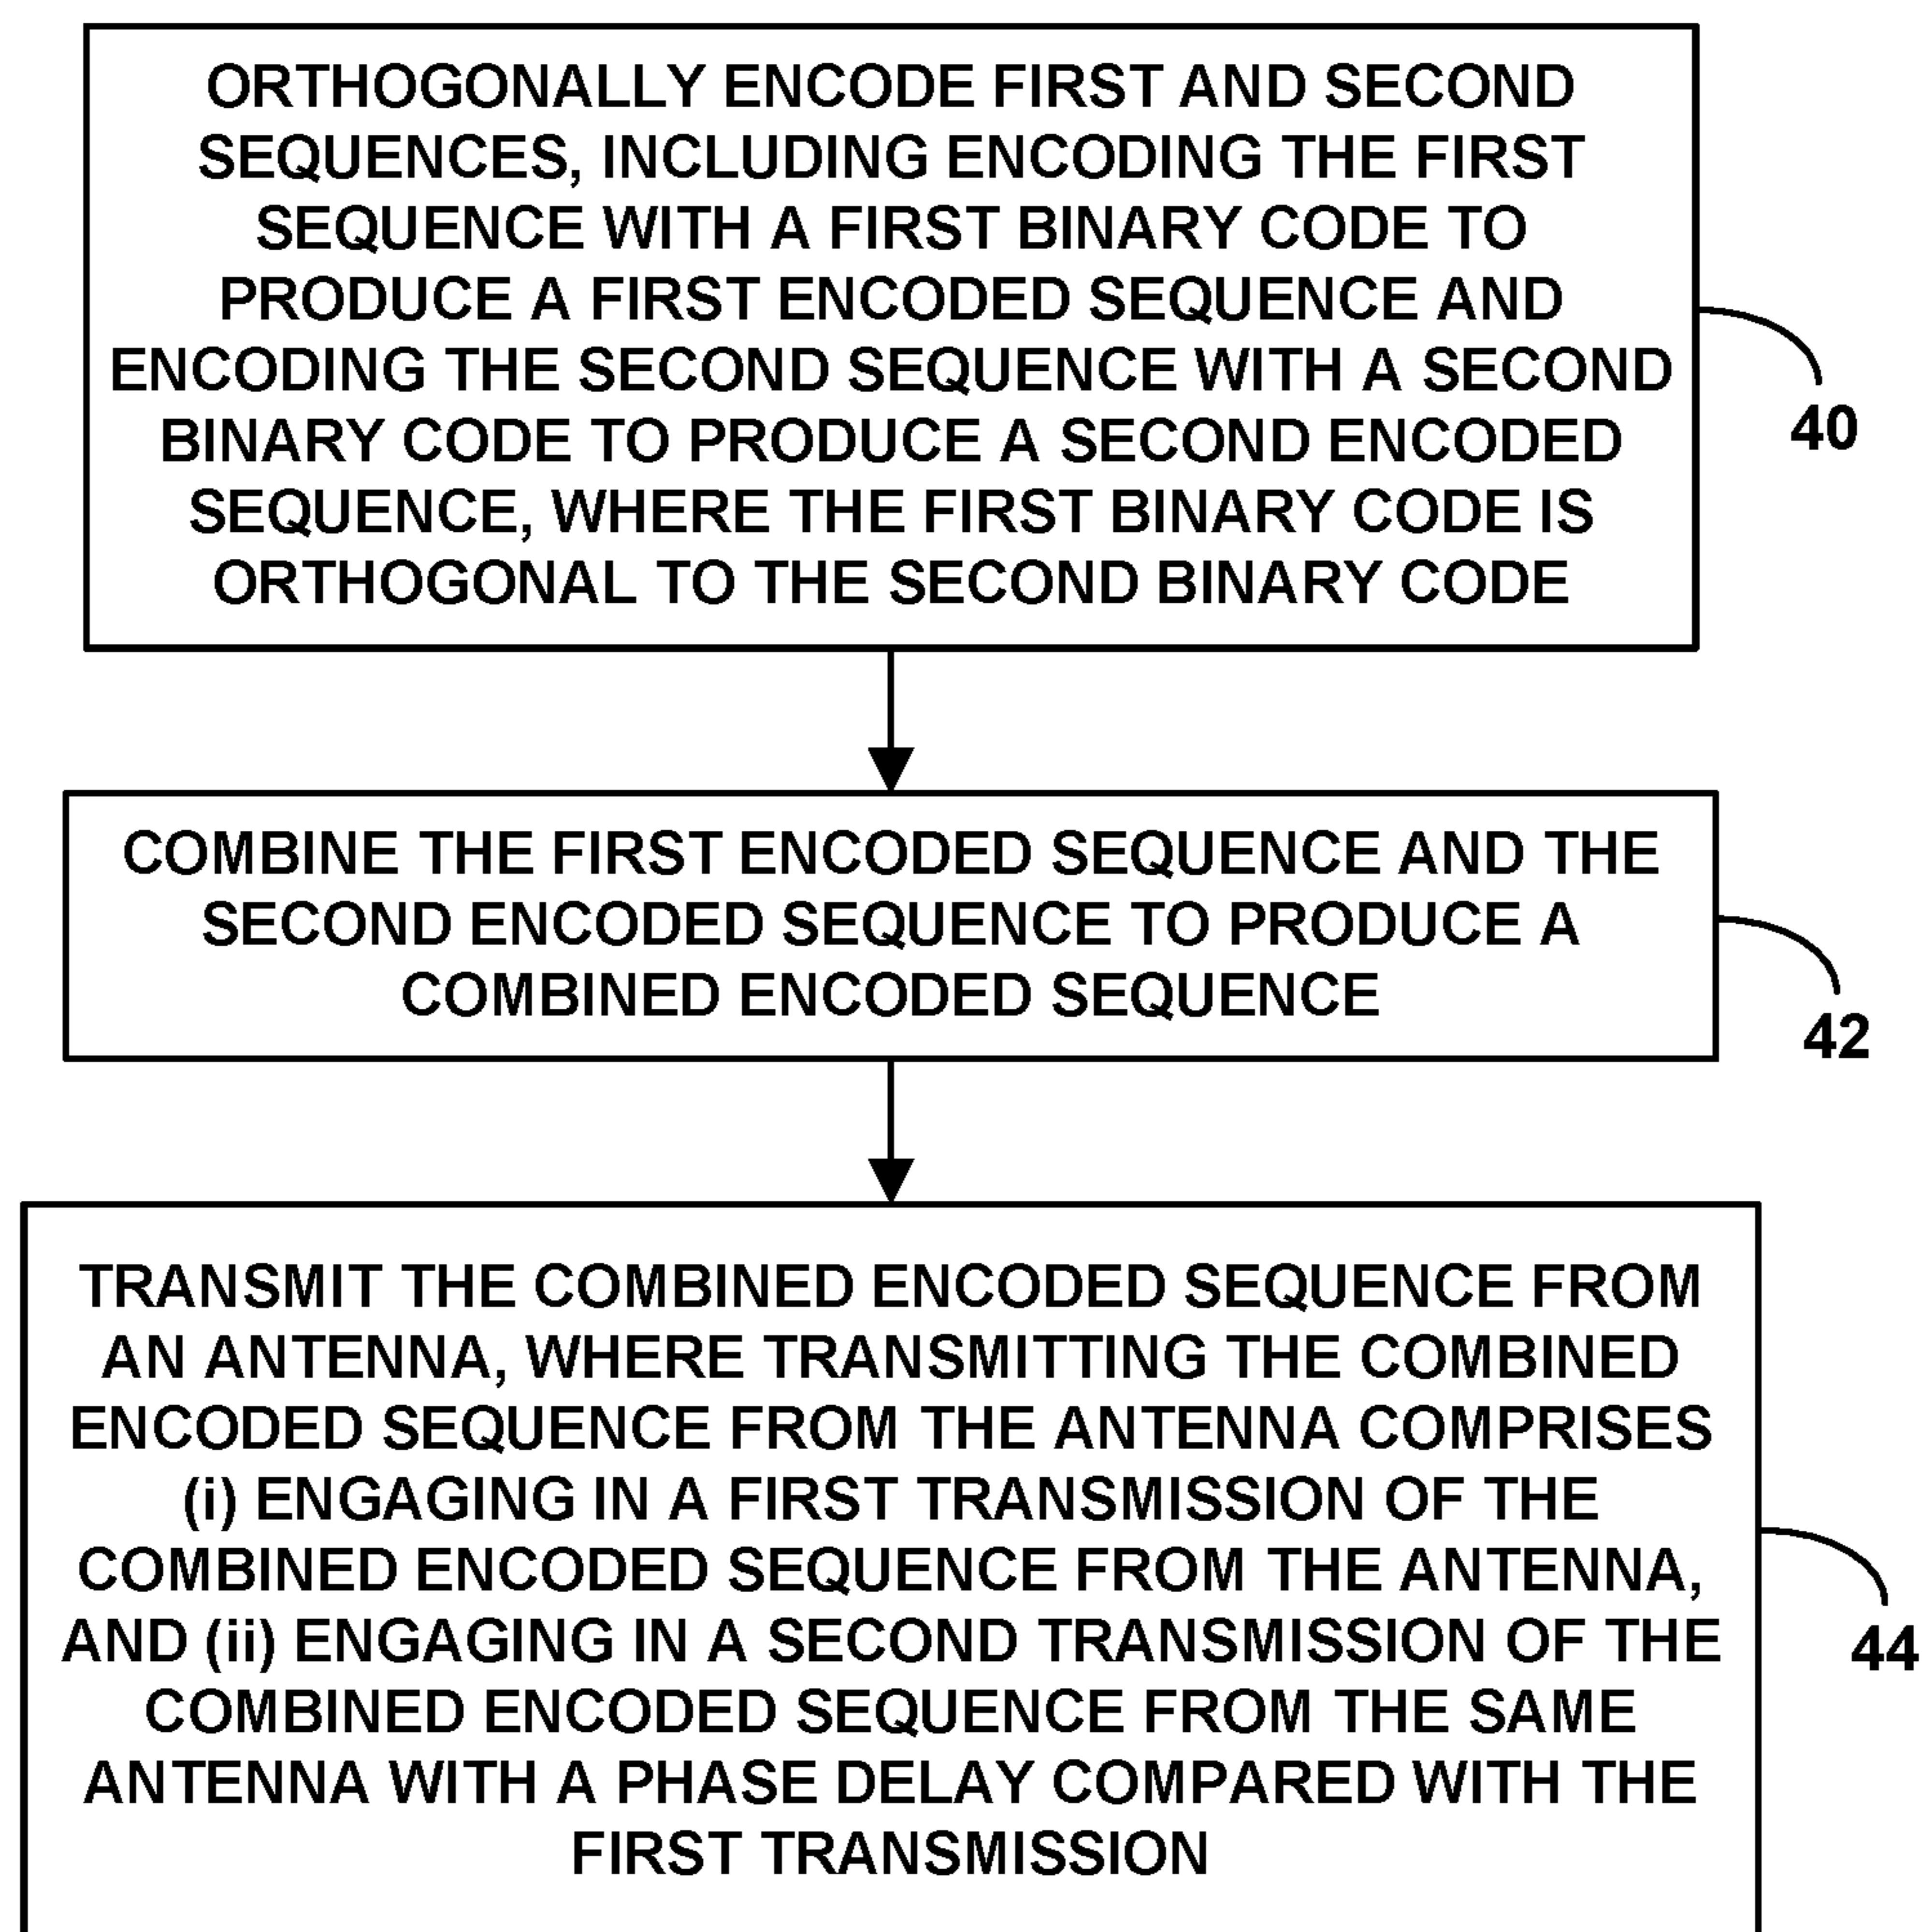 ORTHOGONALLY ENCODE FIRST AND SECOND
SEQUENCES, INCLUDING ENCODING THE FIRST
SEQUENCE WITH A FIRST BINARY CODE TO
PRODUCE A FIRST ENCODED SEQUENCE AND
ENCODING THE SECOND SEQUENCE WITH A SECOND
BINARY CODE TO PRODUCE A SECOND ENCODED
SEQUENCE, WHERE THE FIRST BINARY CODE IS
ORTHOGONAL TO THE SECOND BINARY CODE
40
COMBINE THE FIRST ENCODED SEQUENCE AND THE
SECOND ENCODED SEQUENCE TO PRODUCE A
COMBINED ENCODED SEQUENCE
42
TRANSMIT THE COMBINED ENCODED SEQUENCE FROM
AN ANTENNA, WHERE TRANSMITTING THE COMBINED
ENCODED SEQUENCE FROM THE ANTENNA COMPRISES
(i) ENGAGING IN A FIRST TRANSMISSION OF THE
COMBINED ENCODED SEQUENCE FROM THE ANTENNA,
AND (ii) ENGAGING IN A SECOND TRANSMISSION OF THE
COMBINED ENCODED SEQUENCE FROM THE SAME
ANTENNA WITH A PHASE DELAY COMPARED WITH THE
FIRST TRANSMISSION
44